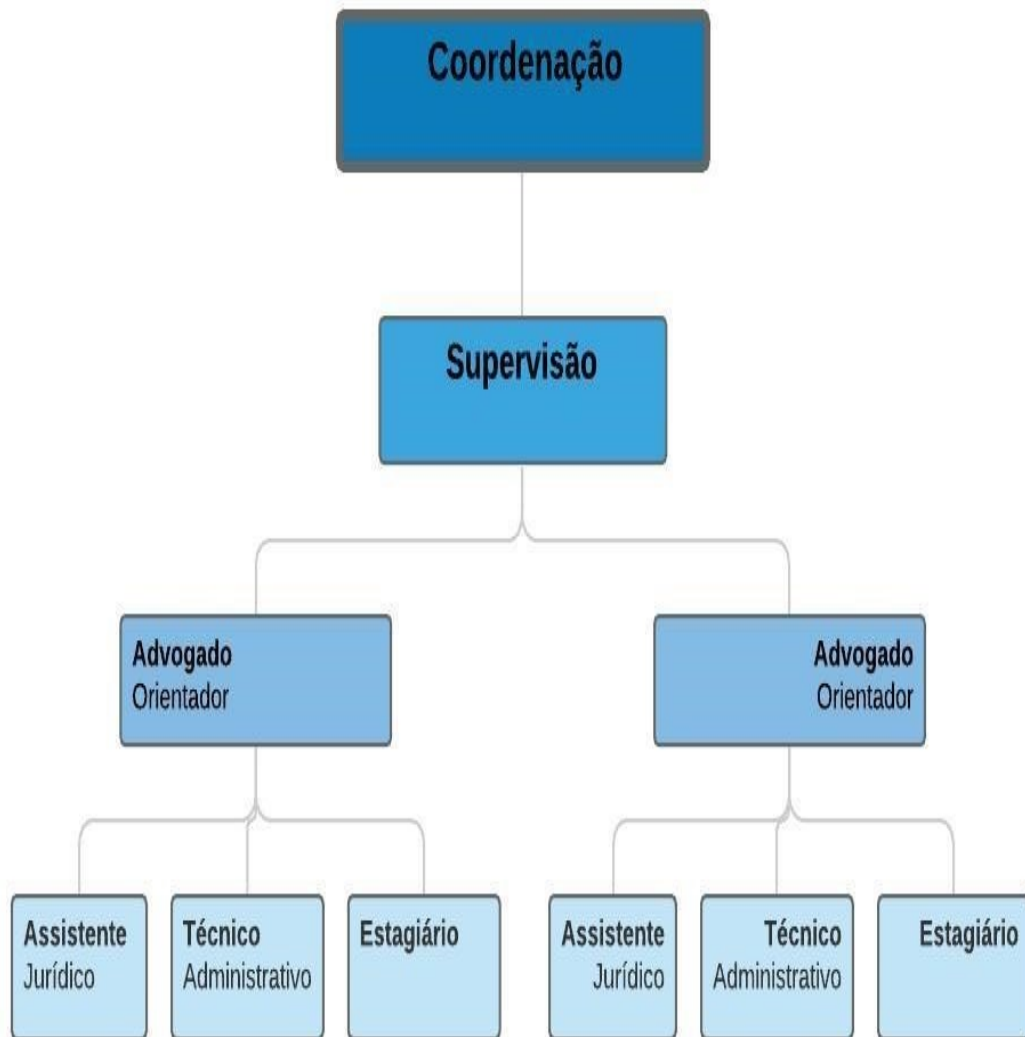 Coordenação
Supervisão
Advogado
Orientador
Advogado
Orientador
Assistente
Jurídico
Técnico
Administrativo
Estagiário
Assistente
Jurídico
Técnico
Administrativo
Estagiário